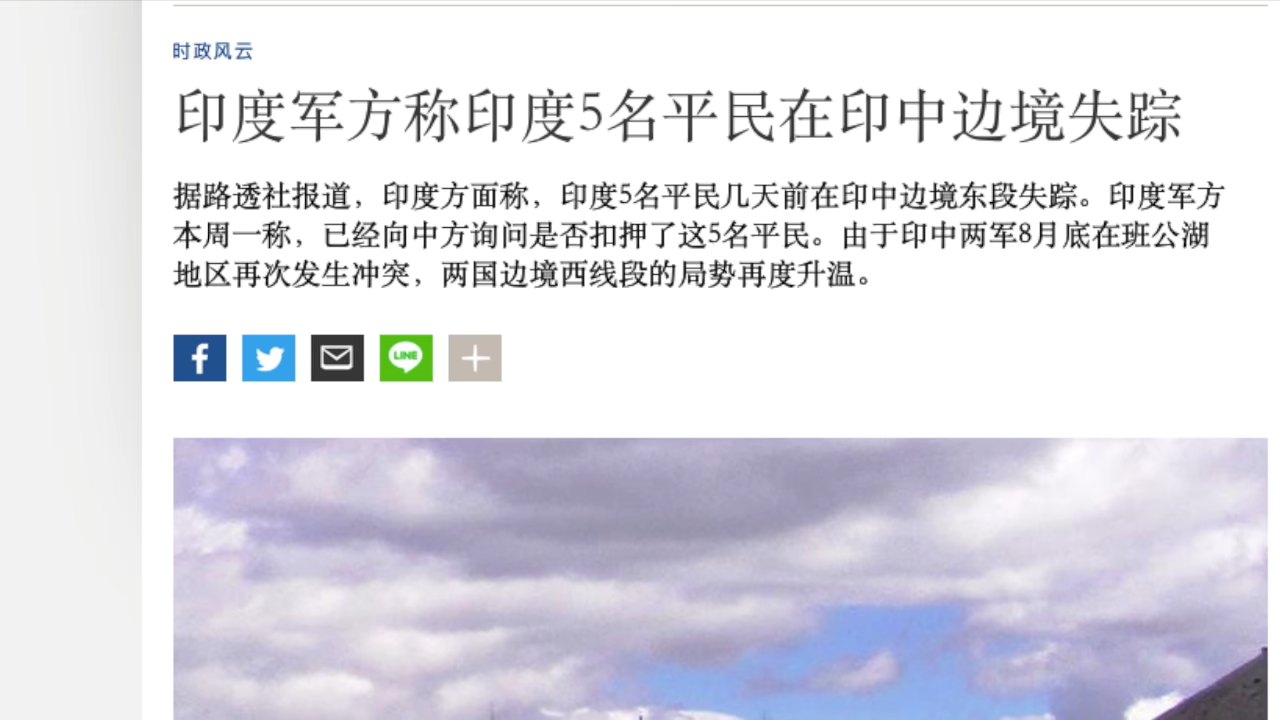 时政风云
印度军方称印度5名平民在印中边境失踪
据路透社报道，印度方面称，印度5名平民几天前在印中边境东段失踪。印度军方
本周一称，已经向中方询问是否扣押了这5名平民。由于印中两军8月底在班公湖
地区再次发生冲突，两国边境西线段的局势再度升温。
LINE